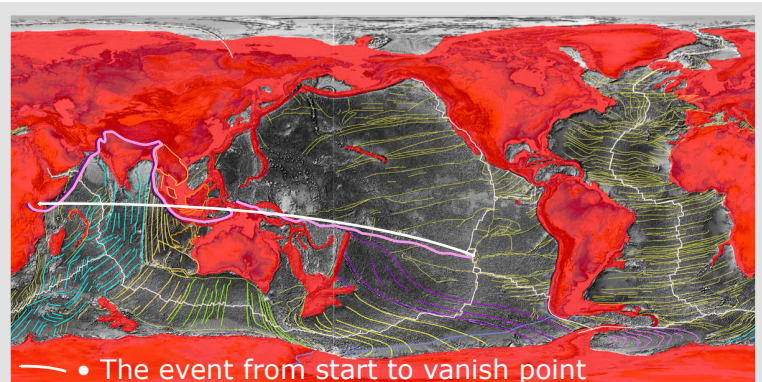 • The event from start to vanish point